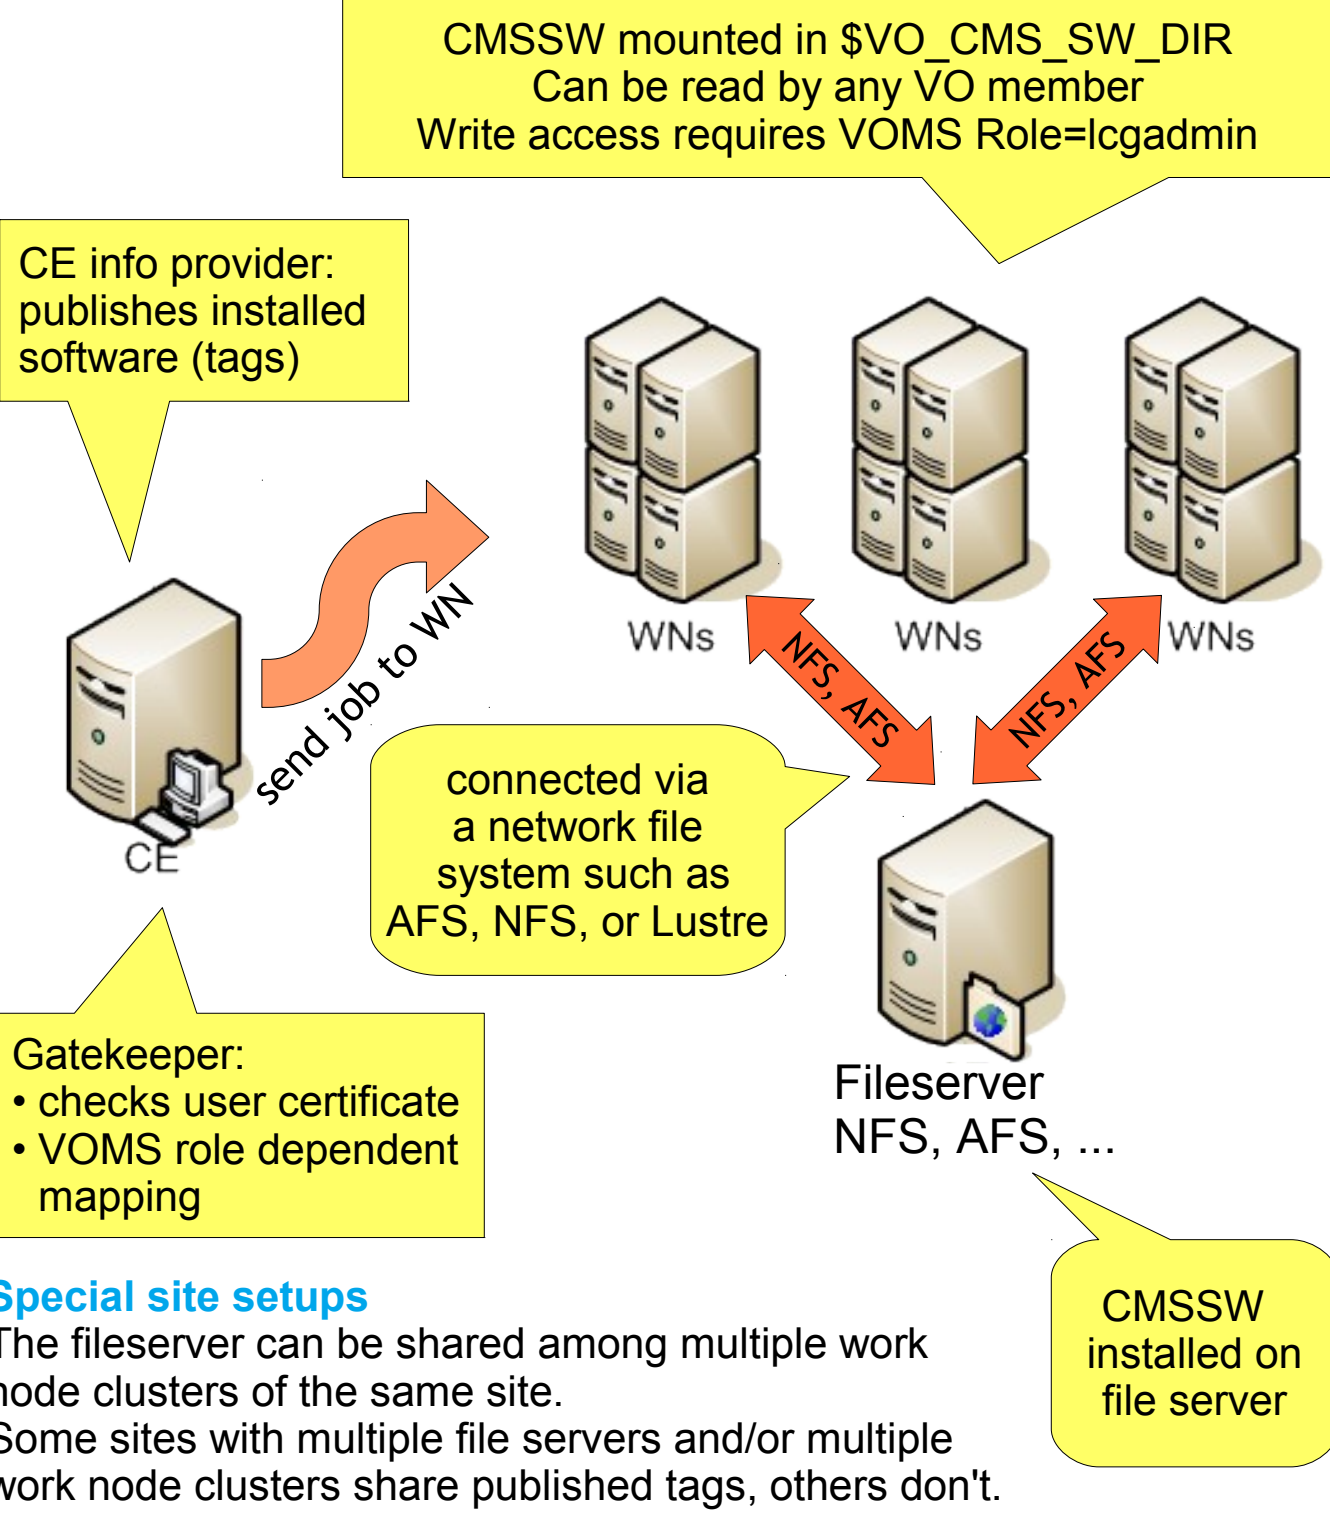 CMSSW mounted in $VO_CMS_SW_DIR
Can be read by any VO member
Write access requires VOMS Role=lcgadmin
CE info provider:
publishes installed
software (tags)
WNs
WNs
WNs
send job to WN
NFS, AFS
NFS, AFS
CE
connected via
a network file
system such as
AFS, NFS, or Lustre
Gatekeeper:
• checks user certificate
• VOMS role dependent
mapping
Fileserver
NFS, AFS, ...
CMSSW
installed on
file server
Special site setups
The fileserver can be shared among multiple work
node clusters of the same site.
Some sites with multiple file servers and/or multiple
work node clusters share published tags, others don't.